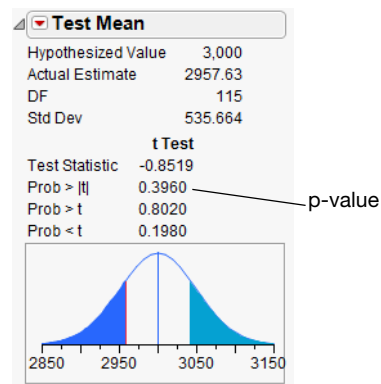 Test Mean
Hypothesized Value 3,000
Actual Estimate 2957.63
DF 115
Std Dev 535.664
t Test
Test Statistic -0.8519
Prob > |t| 0.3960
p-value
Prob > t 0.8020
Prob < t 0.1980
2850 2950 3050 3150